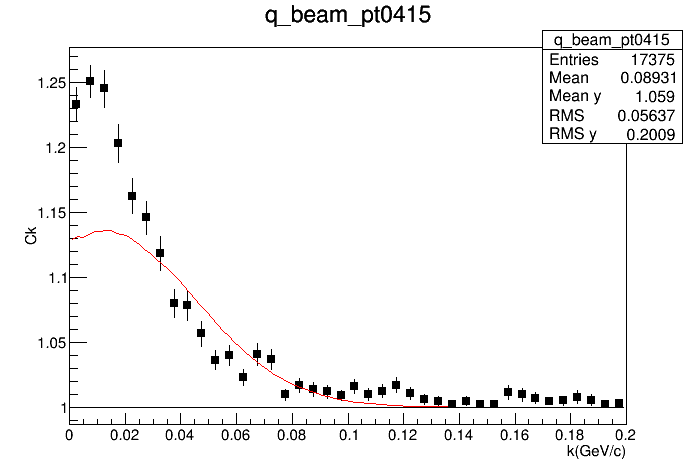 q_beam_pt0415
q_beam_pt0415
Entries 17375
Mean 0.08931
Mean y 1.059
RMS 0.05637
RMS y 0.2009
Ck
1.25
1.2
1.15
1.1
1.05
1
0 0.02 0.04 0.06 0.08 0.1 0.12 0.14 0.16 0.18 0.2
k(GeV/c)